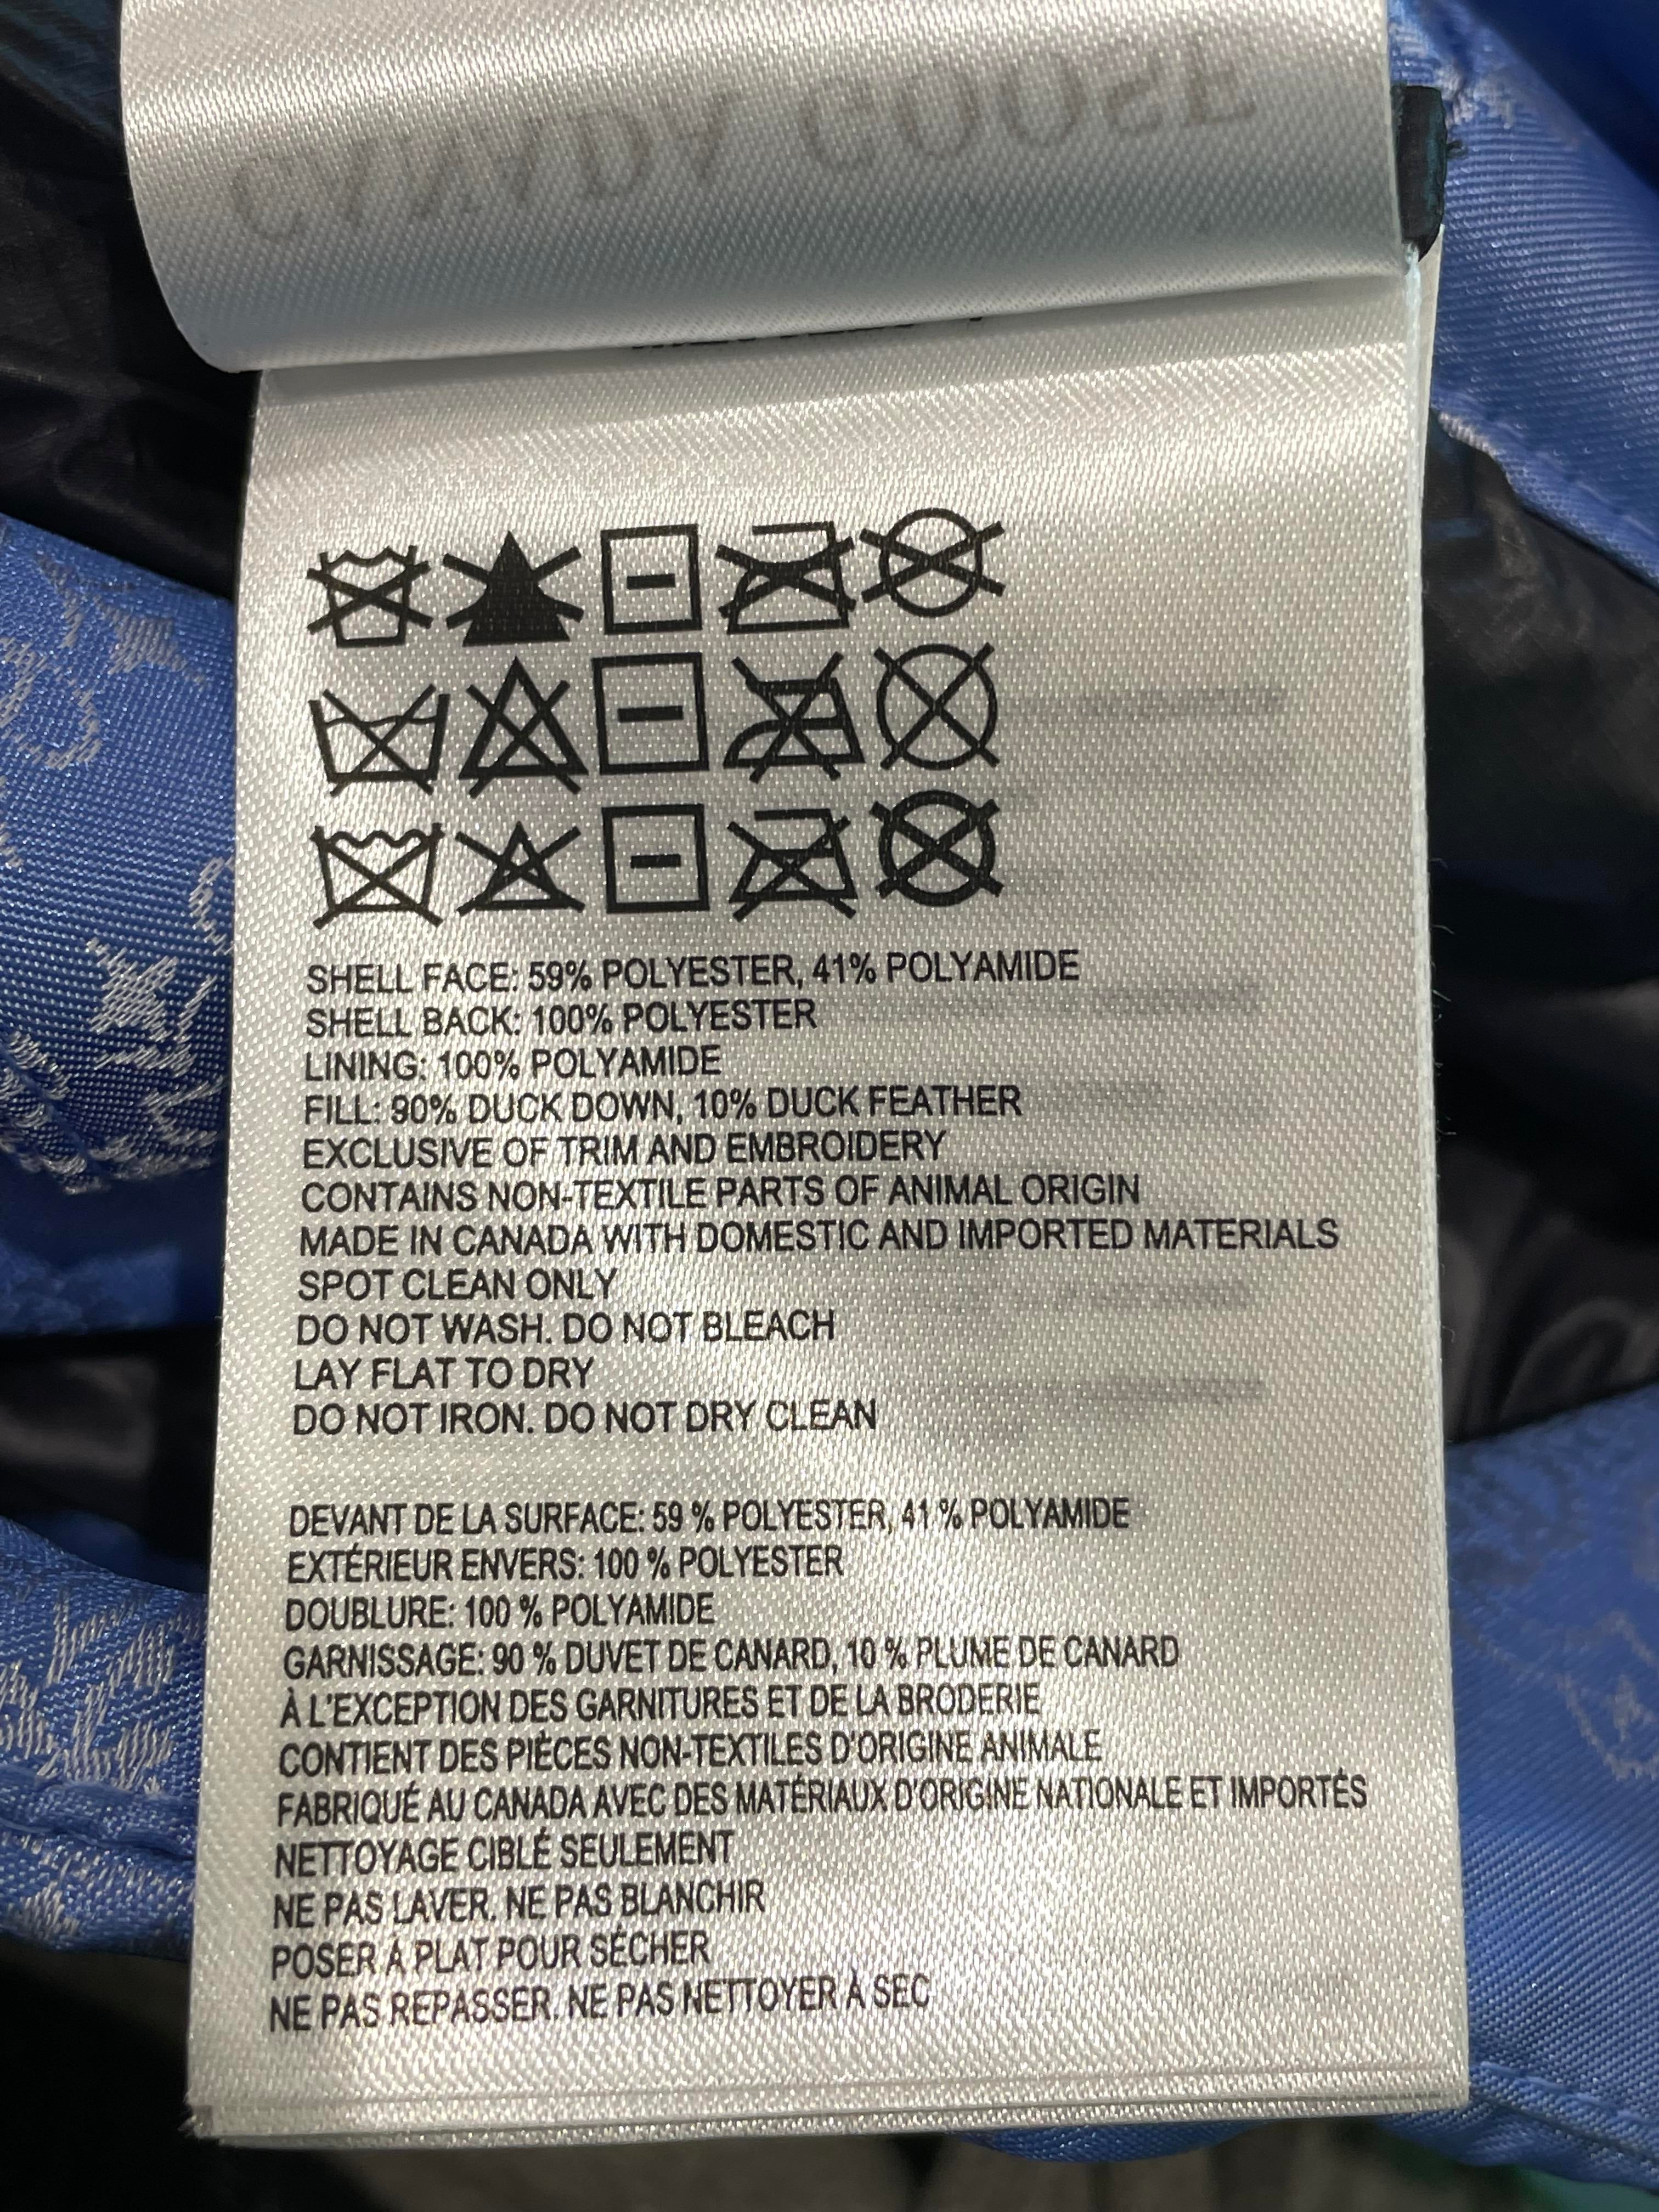 CANADA GOOSE
SHELL FACE: 59% POLYESTER, 41% POLYAMIDE
SHELL BACK: 100% POLYESTER
LINING: 100% POLYAMIDE
FILL: 90% DUCK DOWN, 10% DUCK FEATHER
EXCLUSIVE OF TRIM AND EMBROIDERY
CONTAINS NON-TEXTILE PARTS OF ANIMAL ORIGIN
MADE IN CANADA WITH DOMESTIC AND IMPORTED MATERIALS
SPOT CLEAN ONLY
DO NOT WASH. DO NOT BLEACH
LAY FLAT TO DRY
DO NOT IRON. DO NOT DRY CLEAN
DEVANT DE LA SURFACE: 59 % POLYESTER, 41 % POLYAMIDE
EXTÉRIEUR ENVERS: 100 % POLYESTER
DOUBLURE: 100 % POLYAMIDE
GARNISSAGE: 90 % DUVET DE CANARD, 10 % PLUME DE CANARD
À L'EXCEPTION DES GARNITURES ET DE LA BRODERIE
CONTIENT DES PIÈCES NON-TEXTILES D'ORIGINE ANIMALE
FABRIQUÉ AU CANADA AVEC DES MATÉRIAUX D'ORIGINE NATIONALE ET IMPORTÉS
NETTOYAGE CIBLÉ SEULEMENT
NE PAS LAVER. NE PAS BLANCHIR
POSER À PLAT POUR SÉCHER
NE PAS REPASSER. NE PAS NETTOYER À SEC